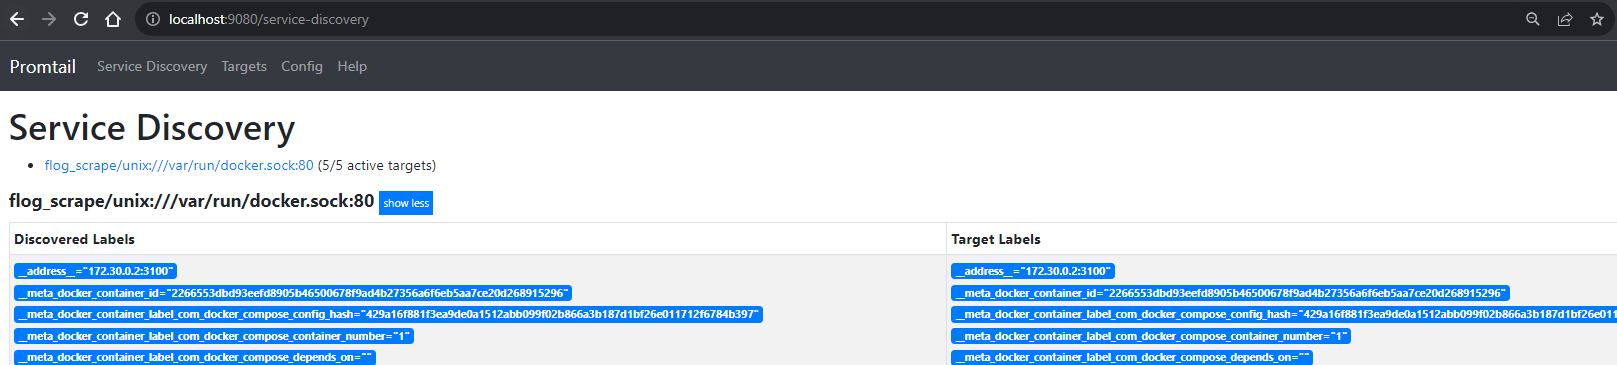 localhost:9080/service-discovery
Promtail Service Discovery Targets Config Help
Service Discovery
flog_scrape/unix:///var/run/docker.sock:80 (5/5 active targets)
flog_scrape/unix:///var/run/docker.sock:80 show less
Discovered Labels Target Labels
__address__="172.30.0.2:3100" __address__="172.30.0.2:3100"
__meta_docker_container_id="2266553dbd93eefd8905b46500678f9ad4b27356a6f6eb5aa7ce20d268915296" __meta_docker_container_id="2266553dbd93eefd8905b46500678f9ad4b27356a6f6eb5aa7ce20d268915296"
__meta_docker_container_label_com_docker_compose_config_hash="429a16f881f3ea9de0a1512abb099f02b866a3b187d1bf26e011712f6784b397" __meta_docker_container_label_com_docker_compose_config_hash="429a16f881f3ea9de0a1512abb099f02b866a3b187d1bf26e011
__meta_docker_container_label_com_docker_compose_container_number="1" __meta_docker_container_label_com_docker_compose_container_number="1"
__meta_docker_container_label_com_docker_compose_depends_on="" __meta_docker_container_label_com_docker_compose_depends_on=""